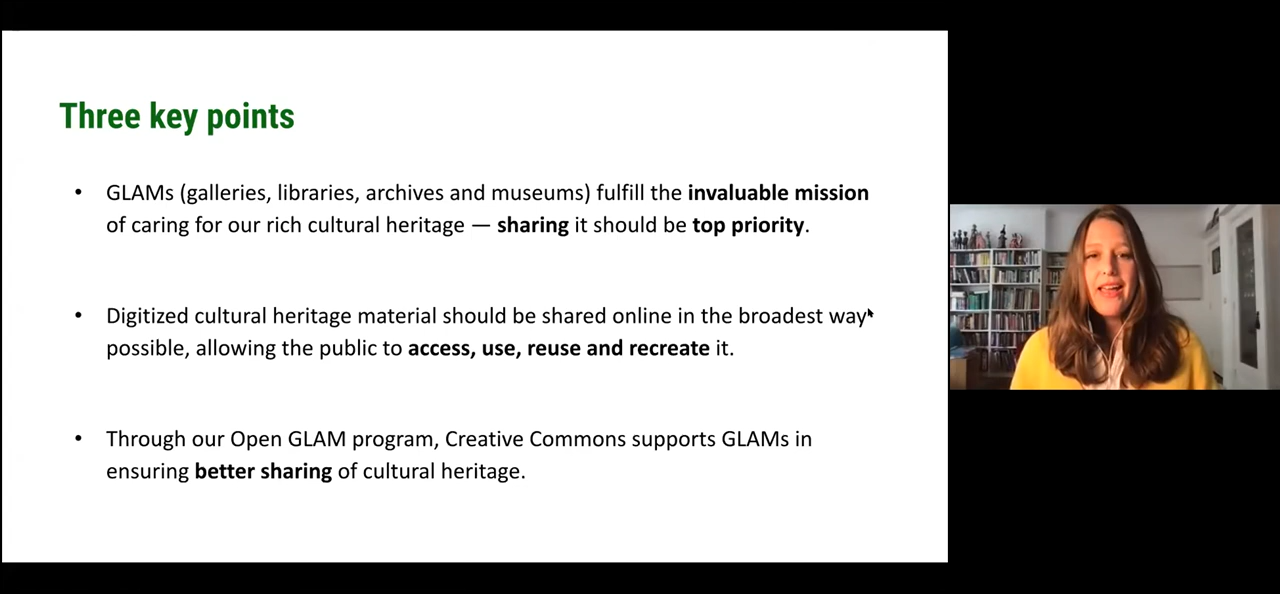 Three key points
• GLAMs (galleries, libraries, archives and museums) fulfill the invaluable mission
of caring for our rich cultural heritage — sharing it should be top priority.
• Digitized cultural heritage material should be shared online in the broadest way
possible, allowing the public to access, use, reuse and recreate it.
• Through our Open GLAM program, Creative Commons supports GLAMs in
ensuring better sharing of cultural heritage.